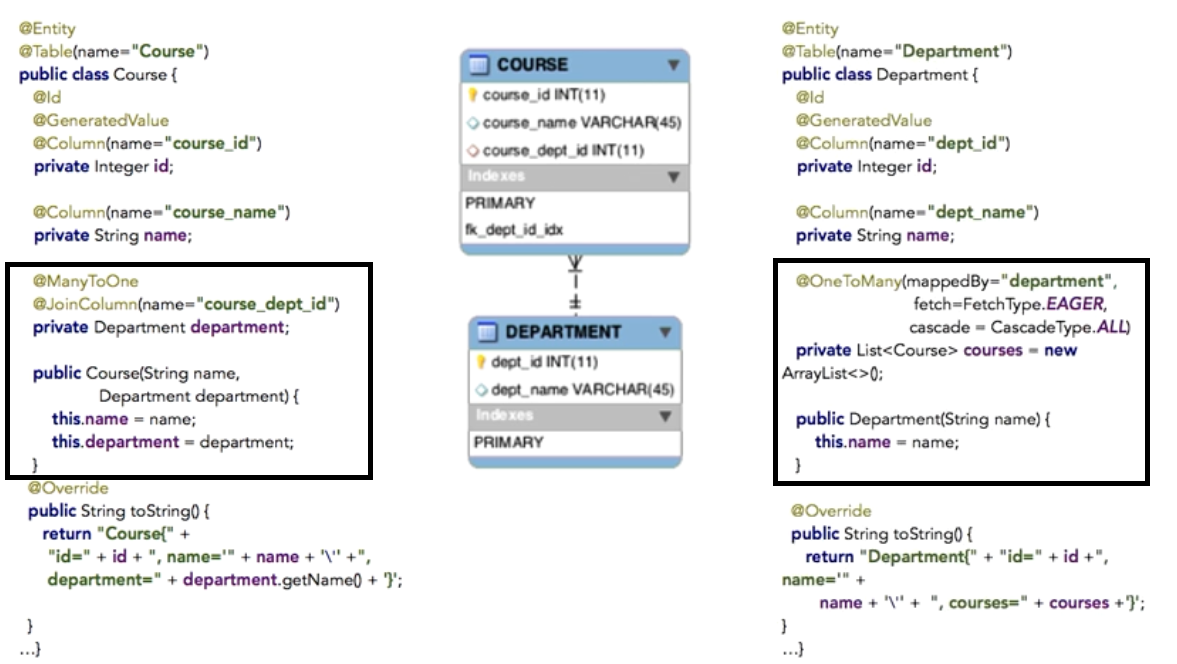 @Entity
@Table(name="Course")
public class Course {
@Id
@GeneratedValue
@Column(name="course_id")
private Integer id;
@Column(name="course_name")
private String name;
@ManyToOne
@JoinColumn(name="course_dept_id")
private Department department;
public Course(String name,
Department department) {
this.name = name;
this.department = department;
}
@Override
public String toString() {
return "Course{" +
"id=" + id + ", name='" + name + '\'' +",
department=" + department.getName() + '}';
}
...}
COURSE
course_id INT(11)
course_name VARCHAR(45)
course_dept_id INT(11)
Indexes
PRIMARY
fk_dept_id_idx
DEPARTMENT
dept_id INT(11)
dept_name VARCHAR(45)
Indexes
PRIMARY
@Entity
@Table(name="Department")
public class Department {
@Id
@GeneratedValue
@Column(name="dept_id")
private Integer id;
@Column(name="dept_name")
private String name;
@OneToMany(mappedBy="department",
fetch=FetchType.EAGER,
cascade = CascadeType.ALL)
private List<Course> courses = new
ArrayList<>();
public Department(String name) {
this.name = name;
}
@Override
public String toString() {
return "Department{" + "id=" + id +",
name='" +
name + '\'' + ", courses=" + courses +'}';
}
...}